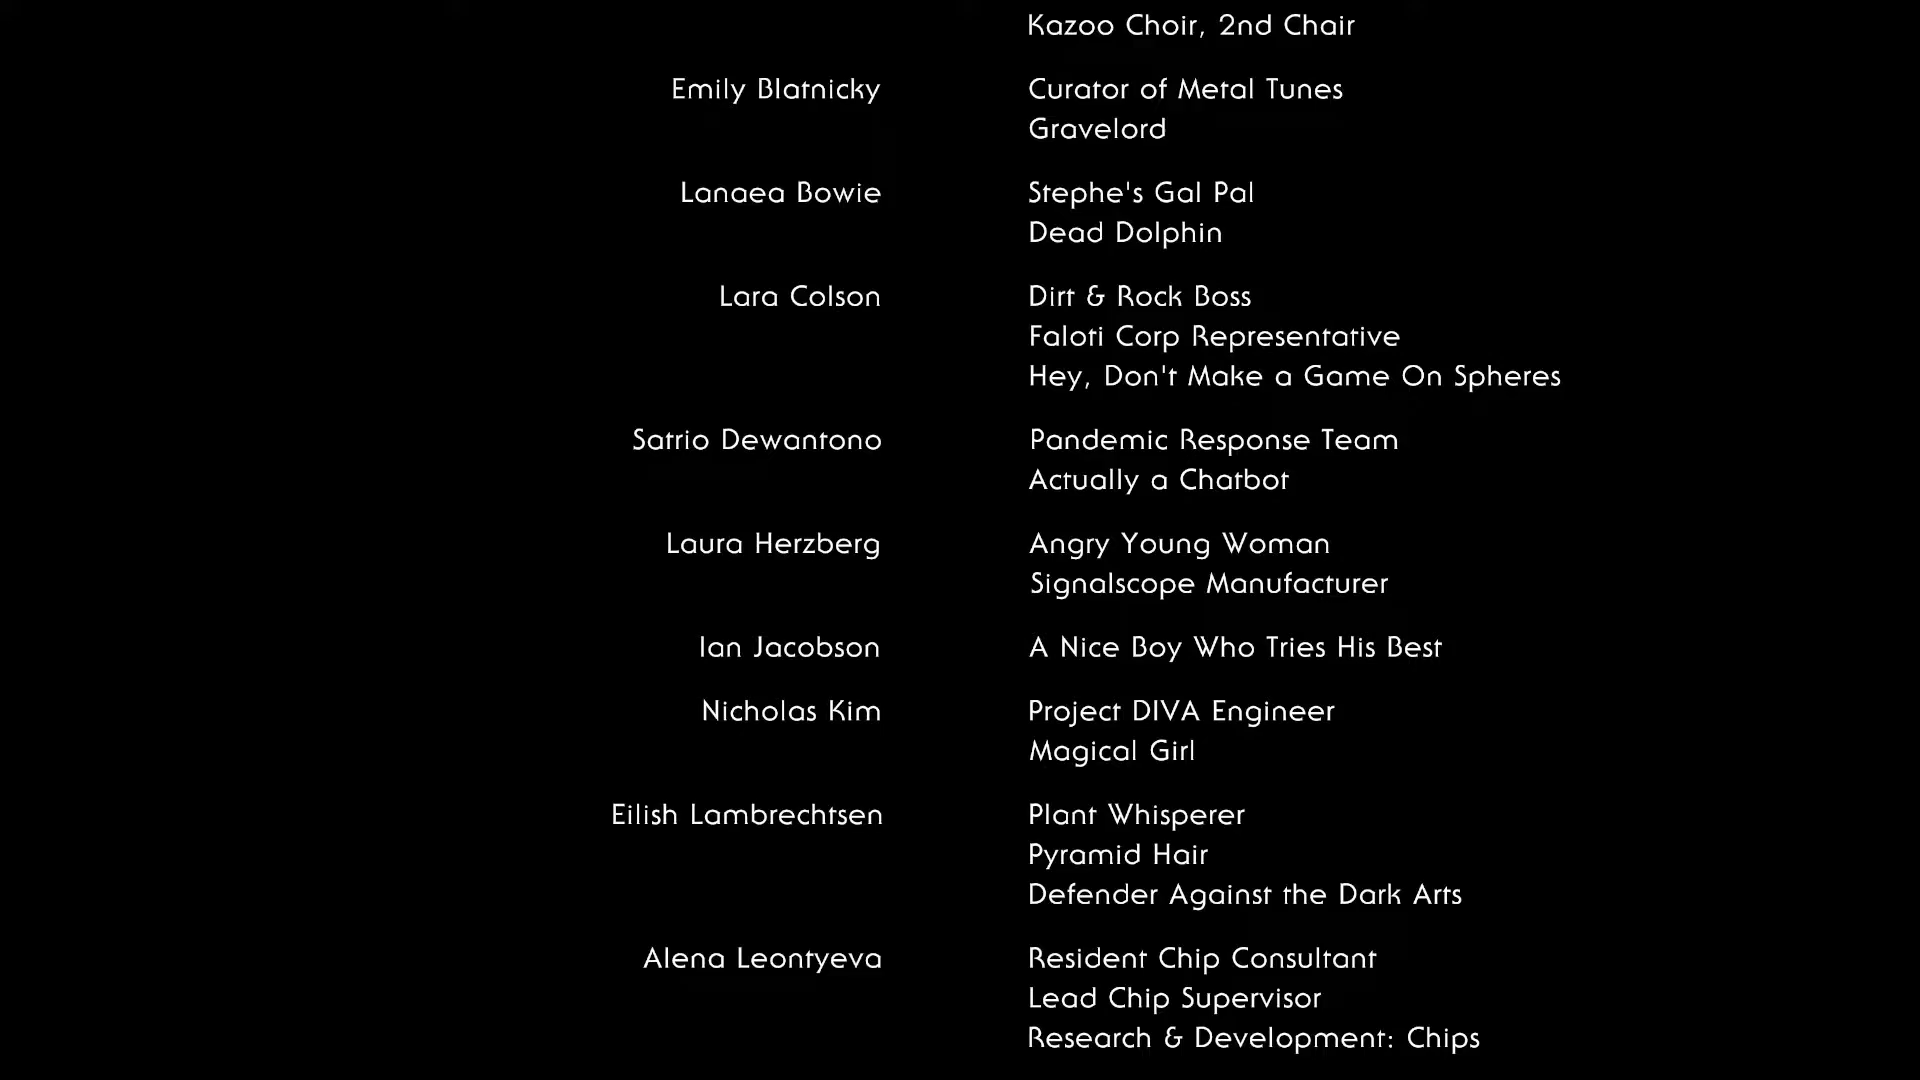 Kazoo Choir, 2nd Chair
Emily Blatnicky Curator of Metal Tunes
Gravelord
Lanaea Bowie Stephe's Gal Pal
Dead Dolphin
Lara Colson Dirt & Rock Boss
Faloti Corp Representative
Hey, Don't Make a Game On Spheres
Satrio Dewantono Pandemic Response Team
Actually a Chatbot
Laura Herzberg Angry Young Woman
Signalscope Manufacturer
Ian Jacobson A Nice Boy Who Tries His Best
Nicholas Kim Project DIVA Engineer
Magical Girl
Eilish Lambrechtsen Plant Whisperer
Pyramid Hair
Defender Against the Dark Arts
Alena Leontyeva Resident Chip Consultant
Lead Chip Supervisor
Research & Development: Chips